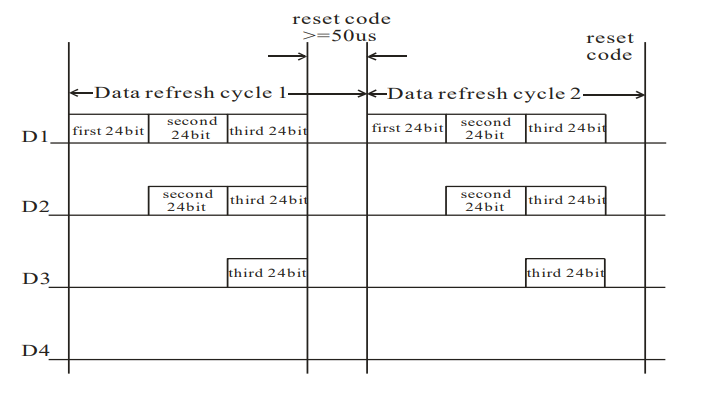 reset code
>=50us
reset
code
Data refresh cycle 1
Data refresh cycle 2
D1
first 24bit
second
24bit
third 24bit
first 24bit
second
24bit
third 24bit
D2
second
24bit
third 24bit
second
24bit
third 24bit
D3
third 24bit
third 24bit
D4